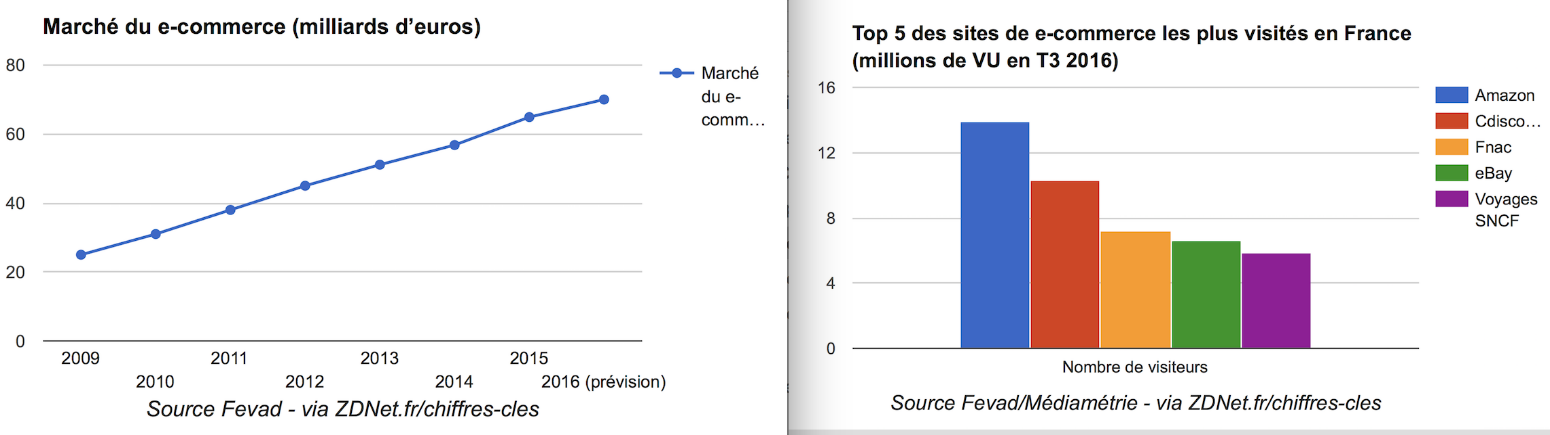 Marché du e-commerce (milliards d’euros)
80
60
40
20
0
2009
2010
2011
2012
2013
2014
2015
2016 (prévision)
Marché
du e-
comm…
Source Fevad - via ZDNet.fr/chiffres-cles
Top 5 des sites de e-commerce les plus visités en France
(millions de VU en T3 2016)
16
12
8
4
0
Nombre de visiteurs
Amazon
Cdisco…
Fnac
eBay
Voyages
SNCF
Source Fevad/Médiamétrie - via ZDNet.fr/chiffres-cles